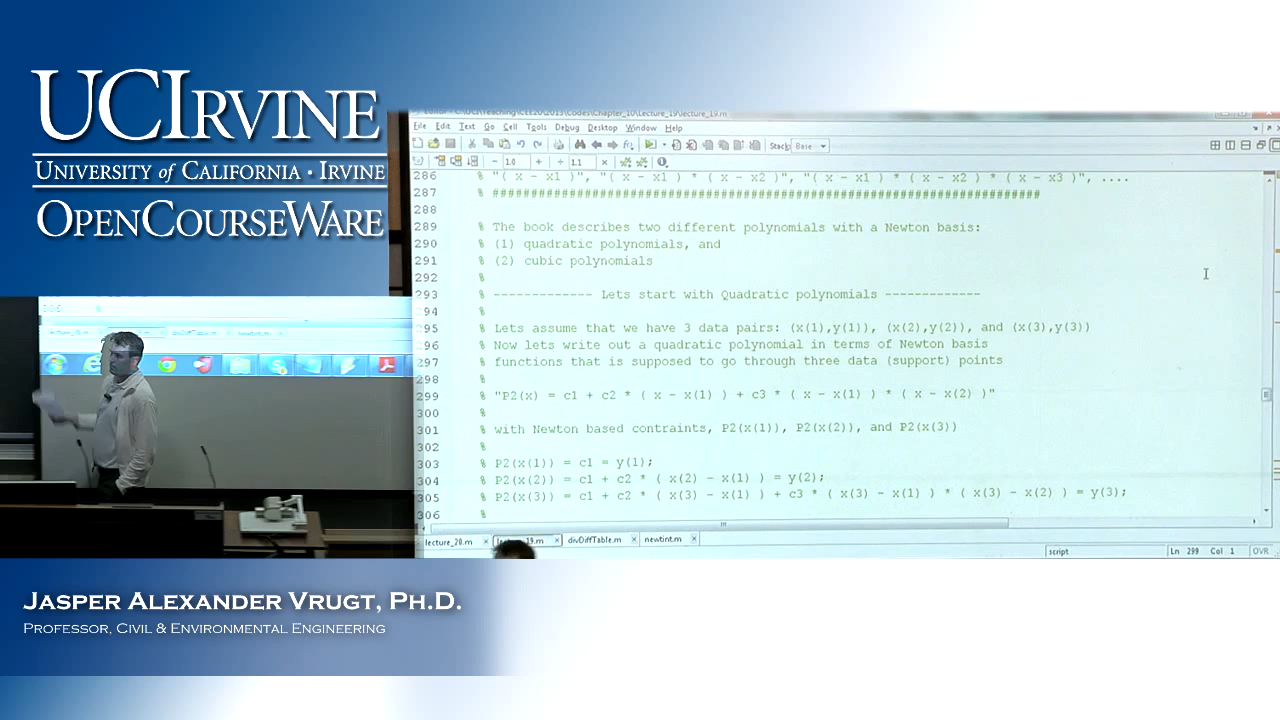 UCIRVINE
UNIVERSITY of CALIFORNIA · IRVINE
OPENCOURSEWARE
File Edit Text Go Cell Tools Debug Desktop Window Help
Stack: Base
1.0 + ÷ 1.1 ×
286 % "( x - x1 )", "( x - x1 ) * ( x - x2 )", "( x - x1 ) * ( x - x2 ) * ( x - x3 )", ....
287 % ######################################################################
288
289 % The book describes two different polynomials with a Newton basis:
290 % (1) quadratic polynomials, and
291 % (2) cubic polynomials
292 %
293 % ------------- Lets start with Quadratic polynomials -------------
294 %
295 % Lets assume that we have 3 data pairs: (x(1),y(1)), (x(2),y(2)), and (x(3),y(3))
296 % Now lets write out a quadratic polynomial in terms of Newton basis
297 % functions that is supposed to go through three data (support) points
298 %
299 % "P2(x) = c1 + c2 * ( x - x(1) ) + c3 * ( x - x(1) ) * ( x - x(2) )"
300 %
301 % with Newton based contraints, P2(x(1)), P2(x(2)), and P2(x(3))
302 %
303 % P2(x(1)) = c1 = y(1);
304 % P2(x(2)) = c1 + c2 * ( x(2) - x(1) ) = y(2);
305 % P2(x(3)) = c1 + c2 * ( x(3) - x(1) ) + c3 * ( x(3) - x(1) ) * ( x(3) - x(2) ) = y(3);
306 %
lecture_20.m divDiffTable.m newtint.m
script Ln 299 Col 1 OVR
JASPER ALEXANDER VRUGT, PH.D.
PROFESSOR, CIVIL & ENVIRONMENTAL ENGINEERING